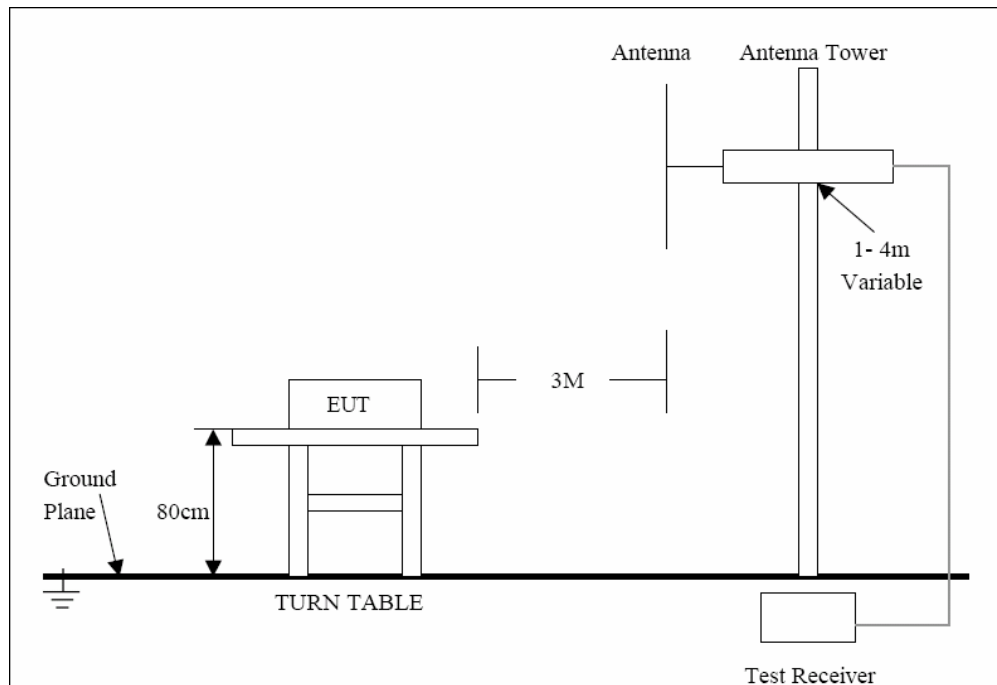 Antenna
Antenna Tower
1- 4m
Variable
3M
EUT
Ground
Plane
80cm
TURN TABLE
Test Receiver